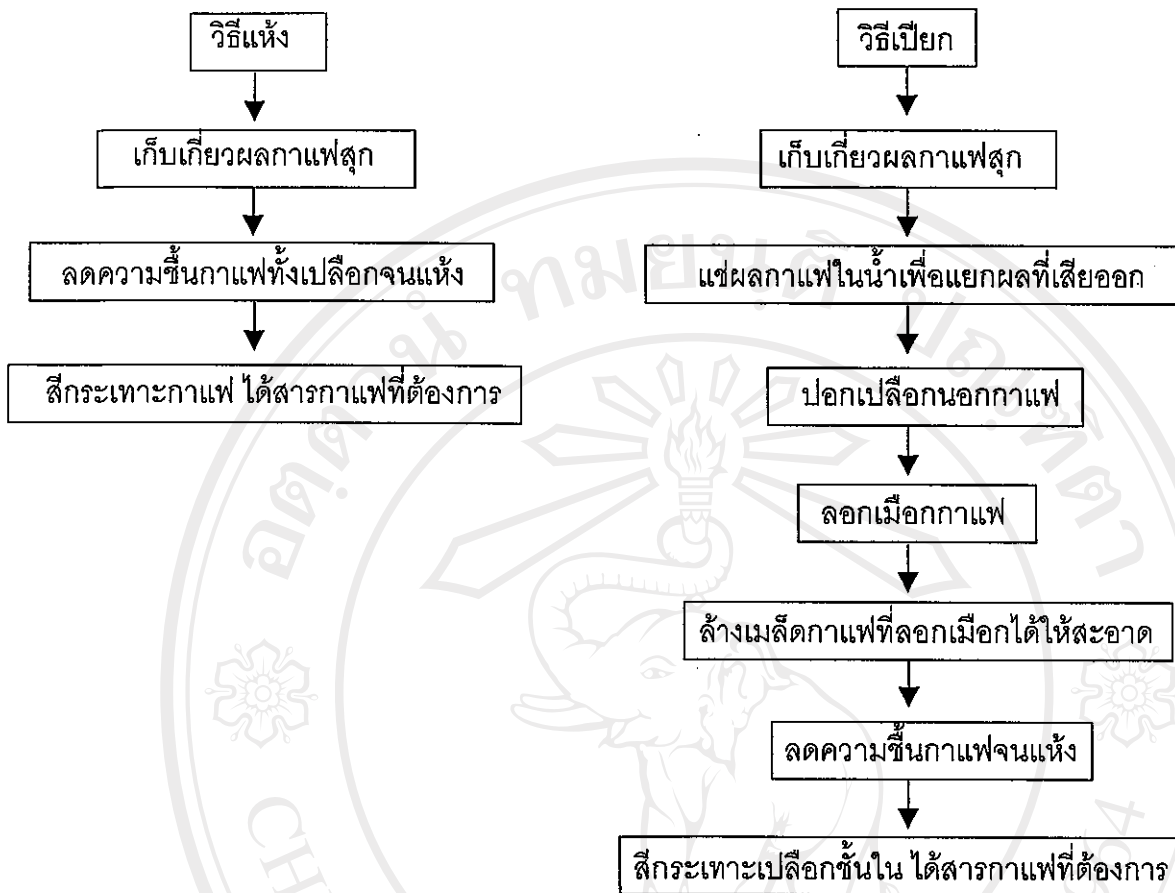 วิธีแห้ง
เก็บเกี่ยวผลกาแฟสุก
ลดความชื้นกาแฟทั้งเปลือกจนแห้ง
สีกระเทาะกาแฟ ได้สารกาแฟที่ต้องการ
วิธีเปียก
เก็บเกี่ยวผลกาแฟสุก
แช่ผลกาแฟในน้ำเพื่อแยกผลที่เสียออก
ปอกเปลือกนอกกาแฟ
ลอกเมือกกาแฟ
ล้างเมล็ดกาแฟที่ลอกเมือกได้ให้สะอาด
ลดความชื้นกาแฟจนแห้ง
สีกระเทาะเปลือกชั้นใน ได้สารกาแฟที่ต้องการ